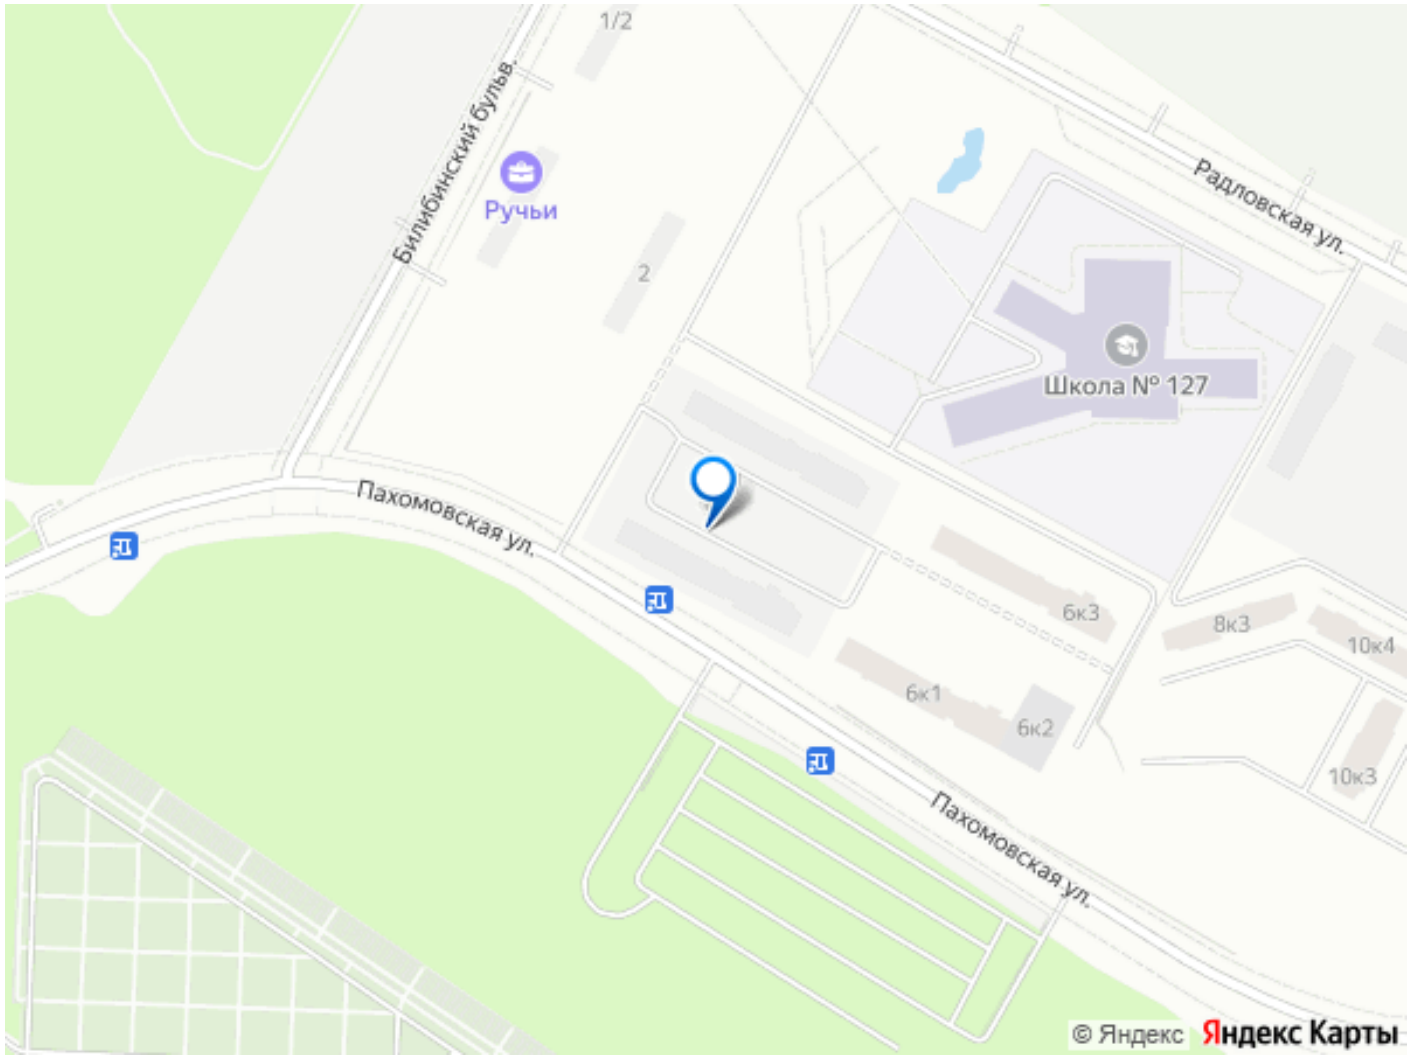 1/2
Билибинский бульв.
Ручьи
2
Радловская ул.
Школа № 127
Пахомовская ул.
6к3
8к3
10к4
6к1
6к2
10к3
Пахомовская ул.
© Яндекс Яндекс Карты